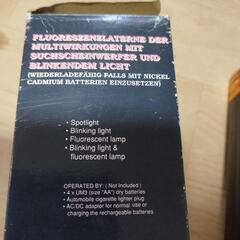 FLUORESZENZLATERNE DER
MULTIWIRKUNGEN MIT
SUCHSCHEINWERFER UND
BLINKENDEM LICHT
(WIEDERLADEFÄHIG FALLS MIT NICKEL
CADMIUM BATTERIEN EINZUSETZEN)
• Spotlight
• Blinking light
• Fluorescent lamp
• Blinking light &
fluorescent lamp
OPERATED BY: ( Not Included )
• 4 x UM3 (size "AA") dry batteries
• Automobile cigarette lighter plug
• AC/DC adaptor for normal use or
charging the rechargeable batteries